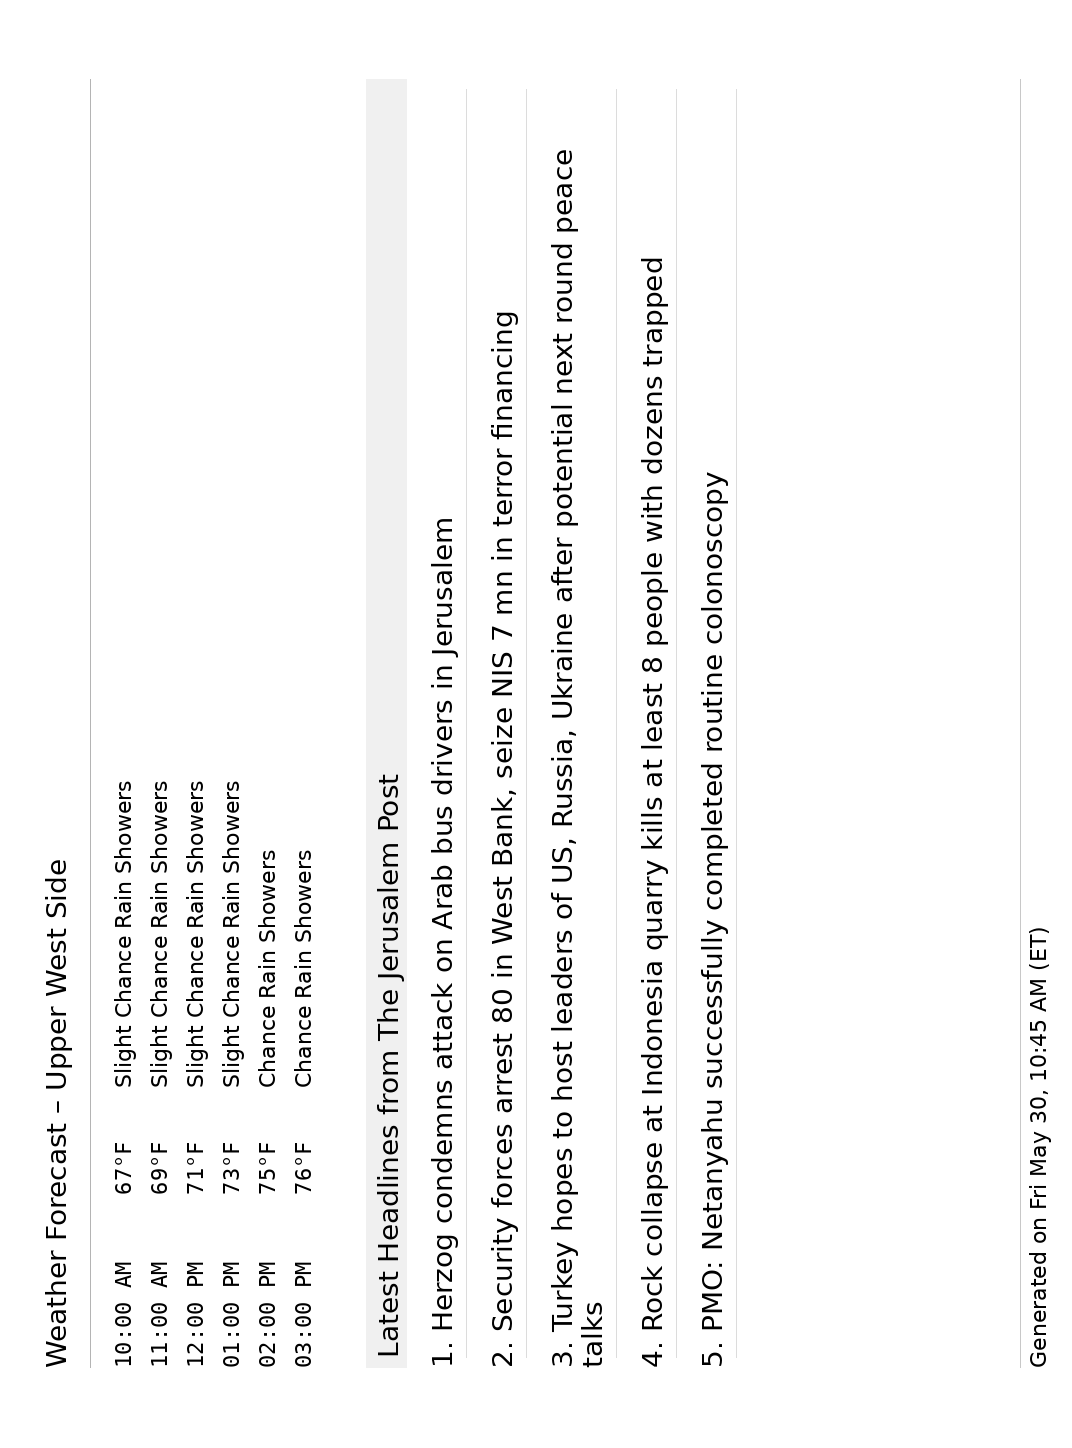 Weather Forecast – Upper West Side
10:00 AM 67°F Slight Chance Rain Showers
11:00 AM 69°F Slight Chance Rain Showers
12:00 PM 71°F Slight Chance Rain Showers
01:00 PM 73°F Slight Chance Rain Showers
02:00 PM 75°F Chance Rain Showers
03:00 PM 76°F Chance Rain Showers
Latest Headlines from The Jerusalem Post
1. Herzog condemns attack on Arab bus drivers in Jerusalem
2. Security forces arrest 80 in West Bank, seize NIS 7 mn in terror financing
3. Turkey hopes to host leaders of US, Russia, Ukraine after potential next round peace
talks
4. Rock collapse at Indonesia quarry kills at least 8 people with dozens trapped
5. PMO: Netanyahu successfully completed routine colonoscopy
Generated on Fri May 30, 10:45 AM (ET)